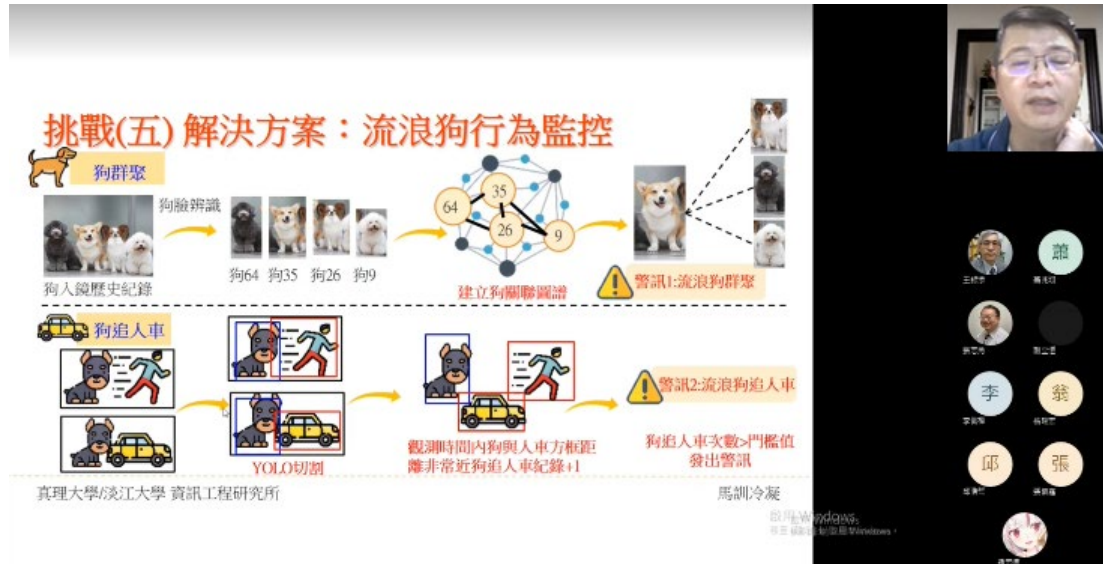 挑戰(五) 解決方案：流浪狗行為監控
狗群聚
狗臉辨識
狗入鏡歷史紀錄
狗64
狗35
狗26
狗9
64
35
26
9
建立狗關聯圖譜
警訊1:流浪狗群聚
狗追人車
YOLO切割
觀測時間內狗與人車方框距
離非常近狗追人車紀錄+1
警訊2:流浪狗追人車
狗追人車次數>門檻值
發出警訊
真理大學/淡江大學 資訊工程研究所
馬訓冷凝
啟用 Windows
蕭
李
翁
邱
張